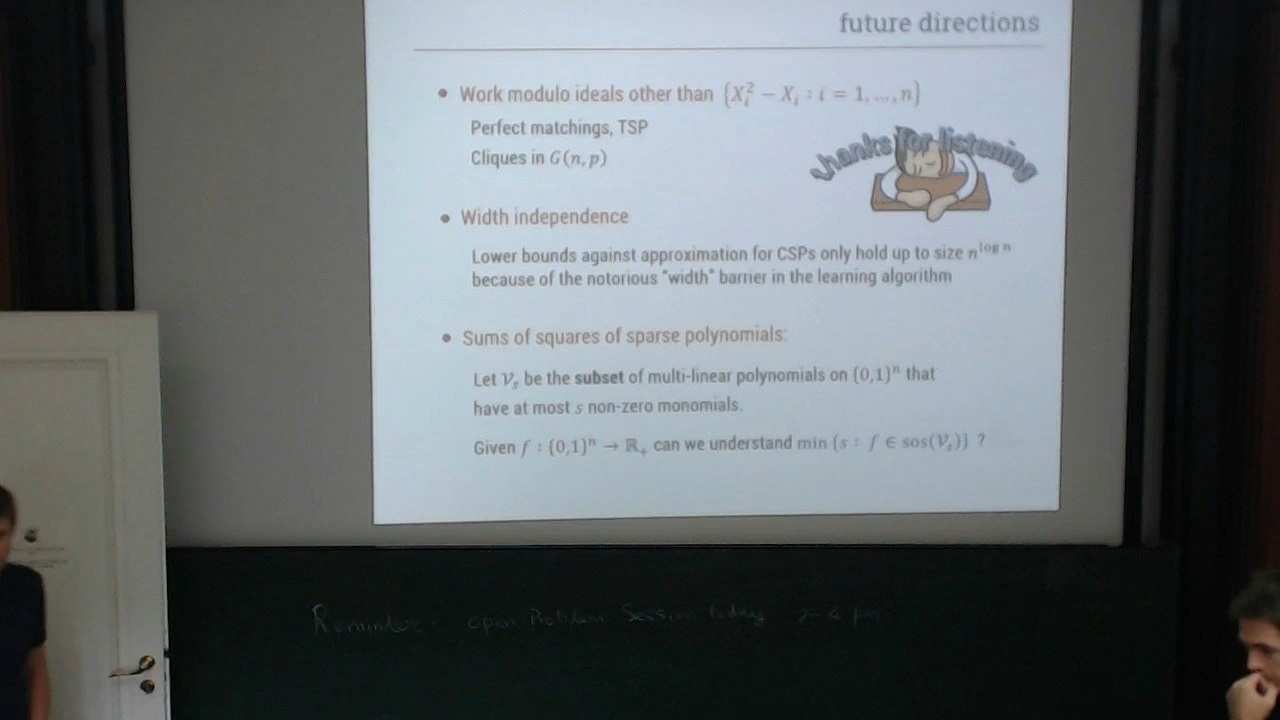 future directions
• Work modulo ideals other than {X_i^2 − X_i : i = 1, …, n}
Perfect matchings, TSP
Cliques in G(n, p)
thanks for listening
• Width independence
Lower bounds against approximation for CSPs only hold up to size n^{log n}
because of the notorious "width" barrier in the learning algorithm
• Sums of squares of sparse polynomials:
Let 𝒱_s be the subset of multi-linear polynomials on {0,1}^n that
have at most s non-zero monomials.
Given f : {0,1}^n → ℝ_+ can we understand min {s : f ∈ sos(𝒱_s)} ?
Reminder: open Problem Session today 4 pm